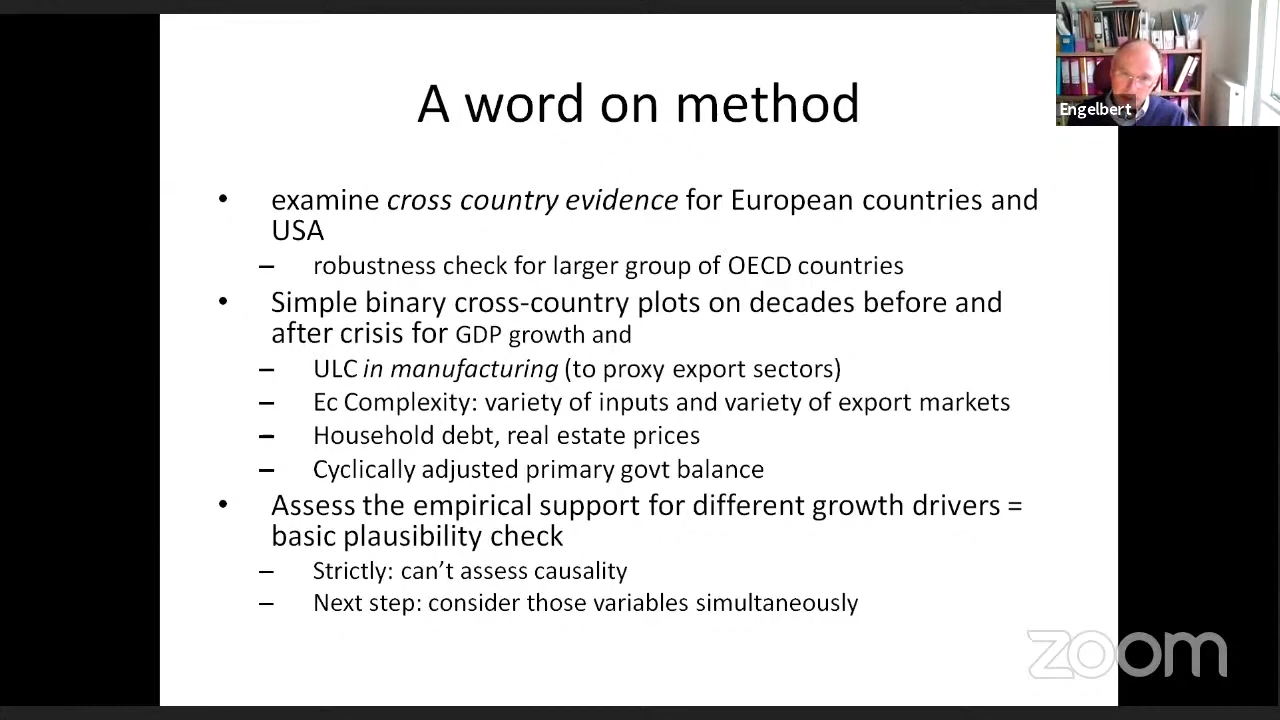 A word on method
Engelbert
• examine cross country evidence for European countries and
USA
– robustness check for larger group of OECD countries
• Simple binary cross-country plots on decades before and
after crisis for GDP growth and
– ULC in manufacturing (to proxy export sectors)
– Ec Complexity: variety of inputs and variety of export markets
– Household debt, real estate prices
– Cyclically adjusted primary govt balance
• Assess the empirical support for different growth drivers =
basic plausibility check
– Strictly: can’t assess causality
– Next step: consider those variables simultaneously
zoom